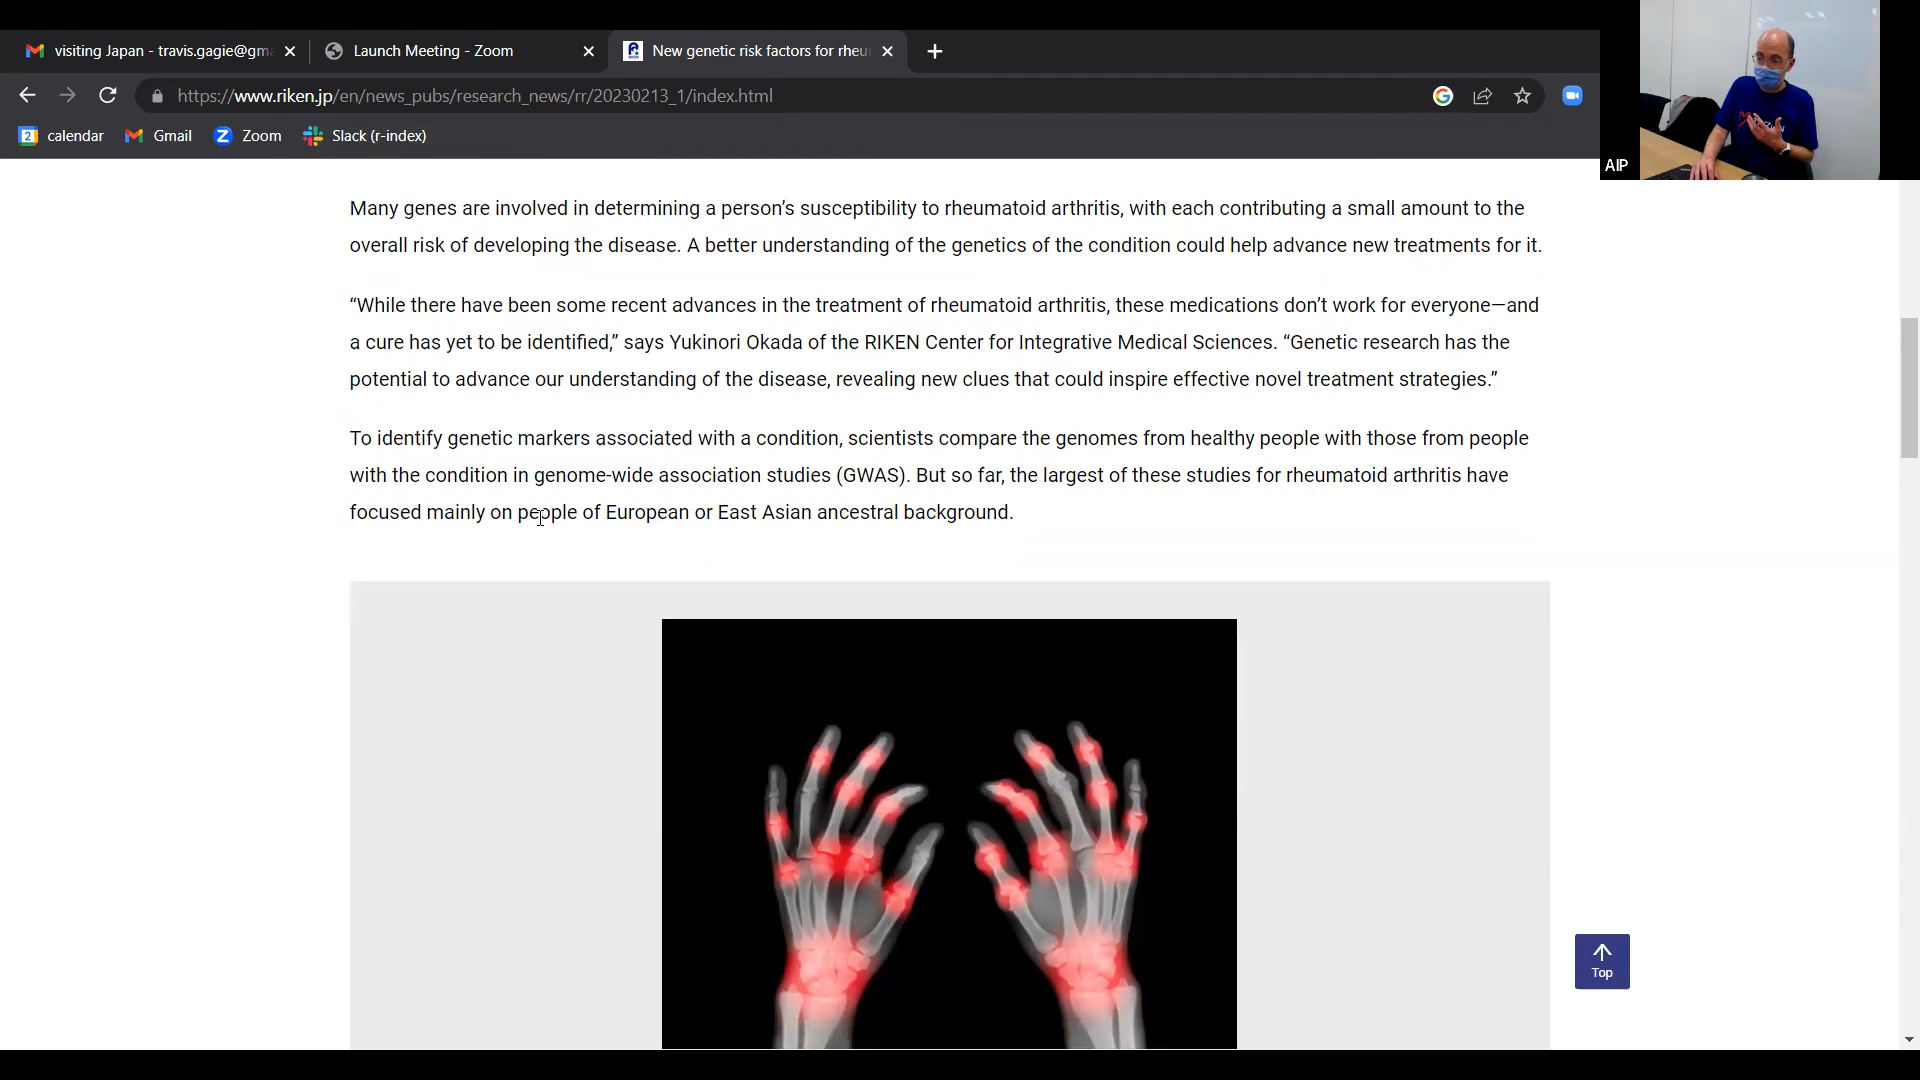 visiting Japan - travis.gagie@gma
Launch Meeting - Zoom
New genetic risk factors for rheu
https://www.riken.jp/en/news_pubs/research_news/rr/20230213_1/index.html
2 calendar
Gmail
Zoom
Slack (r-index)
AIP
Many genes are involved in determining a person’s susceptibility to rheumatoid arthritis, with each contributing a small amount to the
overall risk of developing the disease. A better understanding of the genetics of the condition could help advance new treatments for it.
“While there have been some recent advances in the treatment of rheumatoid arthritis, these medications don’t work for everyone—and
a cure has yet to be identified,” says Yukinori Okada of the RIKEN Center for Integrative Medical Sciences. “Genetic research has the
potential to advance our understanding of the disease, revealing new clues that could inspire effective novel treatment strategies.”
To identify genetic markers associated with a condition, scientists compare the genomes from healthy people with those from people
with the condition in genome-wide association studies (GWAS). But so far, the largest of these studies for rheumatoid arthritis have
focused mainly on people of European or East Asian ancestral background.
Top